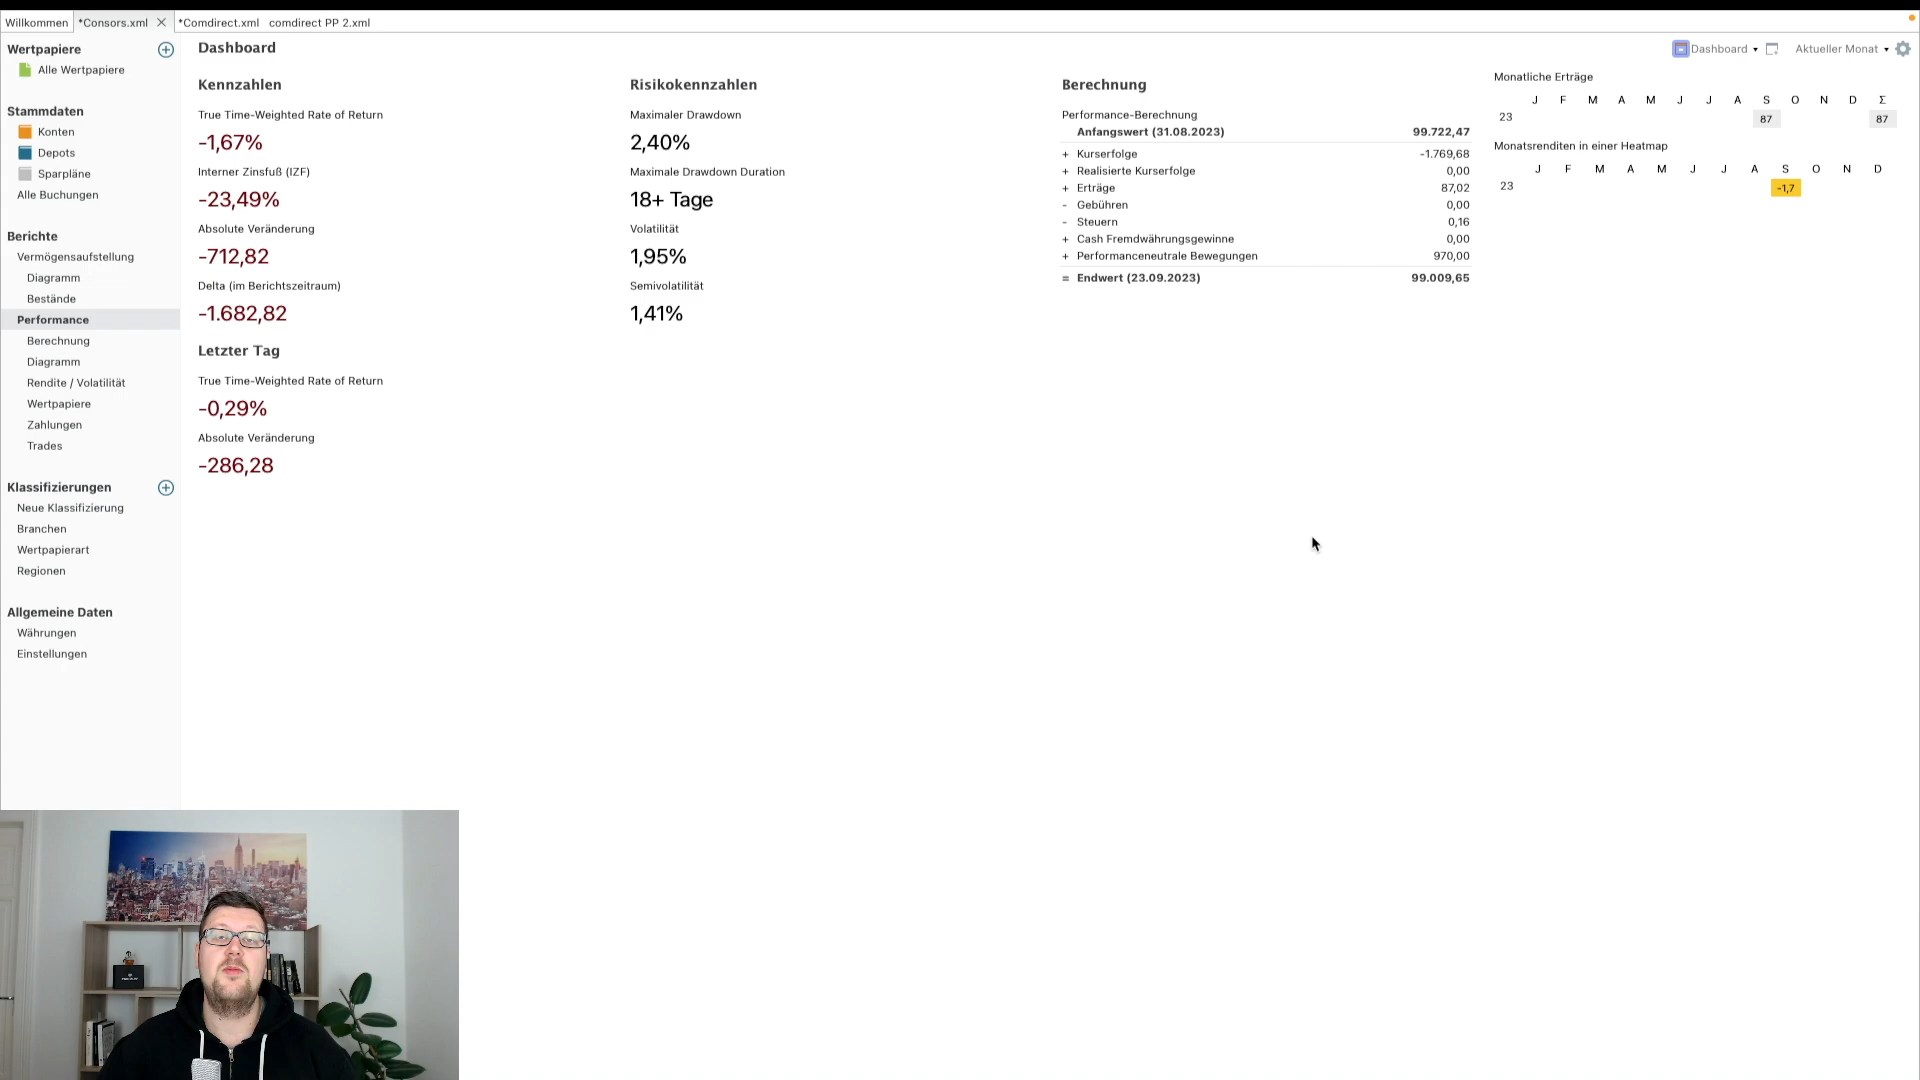 Willkommen
*Consors.xml
*Comdirect.xml
comdirect PP 2.xml
Wertpapiere
Alle Wertpapiere
Stammdaten
Konten
Depots
Sparpläne
Alle Buchungen
Berichte
Vermögensaufstellung
Diagramm
Bestände
Performance
Berechnung
Diagramm
Rendite / Volatilität
Wertpapiere
Zahlungen
Trades
Klassifizierungen
Neue Klassifizierung
Branchen
Wertpapierart
Regionen
Allgemeine Daten
Währungen
Einstellungen
Dashboard
Dashboard
Aktueller Monat
Kennzahlen
True Time-Weighted Rate of Return
-1,67%
Interner Zinsfuß (IZF)
-23,49%
Absolute Veränderung
-712,82
Delta (im Berichtszeitraum)
-1.682,82
Letzter Tag
True Time-Weighted Rate of Return
-0,29%
Absolute Veränderung
-286,28
Risikokennzahlen
Maximaler Drawdown
2,40%
Maximale Drawdown Duration
18+ Tage
Volatilität
1,95%
Semivolatilität
1,41%
Berechnung
Performance-Berechnung
Anfangswert (31.08.2023) 99.722,47
+ Kurserfolge -1.769,68
+ Realisierte Kurserfolge 0,00
+ Erträge 87,02
- Gebühren 0,00
- Steuern 0,16
+ Cash Fremdwährungsgewinne 0,00
+ Performanceneutrale Bewegungen 970,00
= Endwert (23.09.2023) 99.009,65
Monatliche Erträge
J F M A M J J A S O N D Σ
23 87 87
Monatsrenditen in einer Heatmap
J F M A M J J A S O N D
23 -1,7